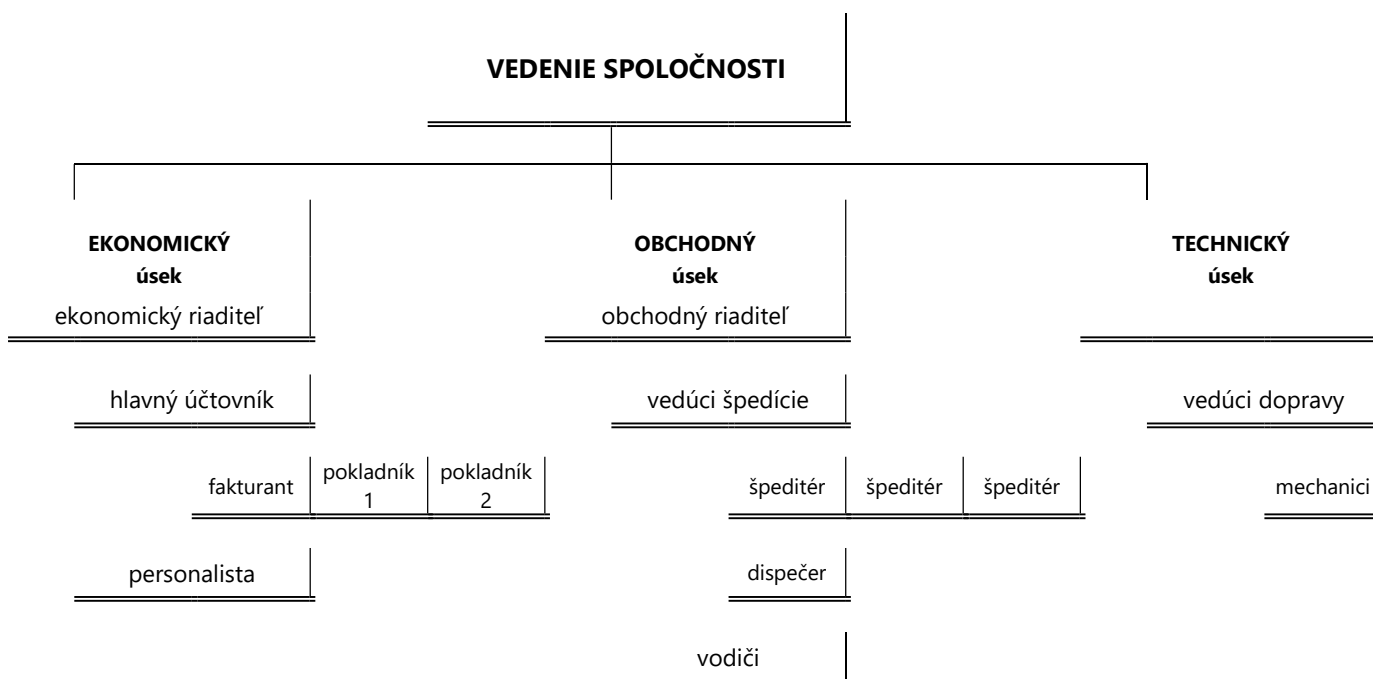 VEDENIE SPOLOČNOSTI
EKONOMICKÝ
úsek
ekonomický riaditeľ
OBCHODNÝ
úsek
obchodný riaditeľ
TECHNICKÝ
úsek
hlavný účtovník
vedúci špedície
vedúci dopravy
fakturant
pokladník
1
pokladník
2
špeditér
špeditér
špeditér
mechanici
personalista
dispečer
vodiči